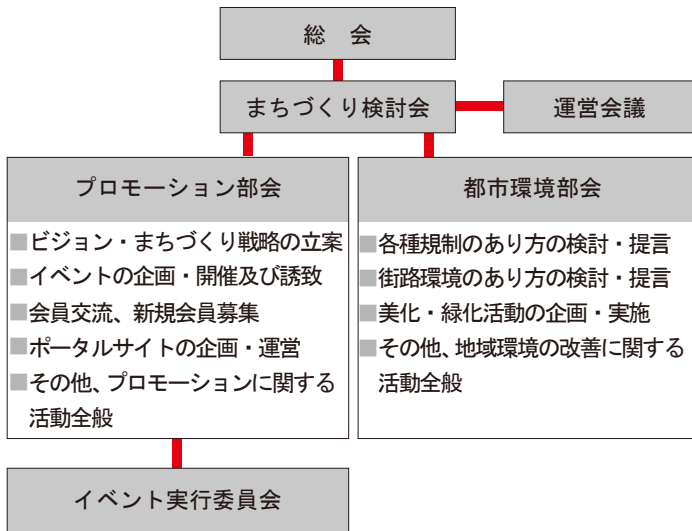 総　会
まちづくり検討会
運営会議
プロモーション部会
■ビジョン・まちづくり戦略の立案
■イベントの企画・開催及び誘致
■会員交流、新規会員募集
■ポータルサイトの企画・運営
■その他、プロモーションに関する
活動全般
都市環境部会
■各種規制のあり方の検討・提言
■街路環境のあり方の検討・提言
■美化・緑化活動の企画・実施
■その他、地域環境の改善に関する
活動全般
イベント実行委員会